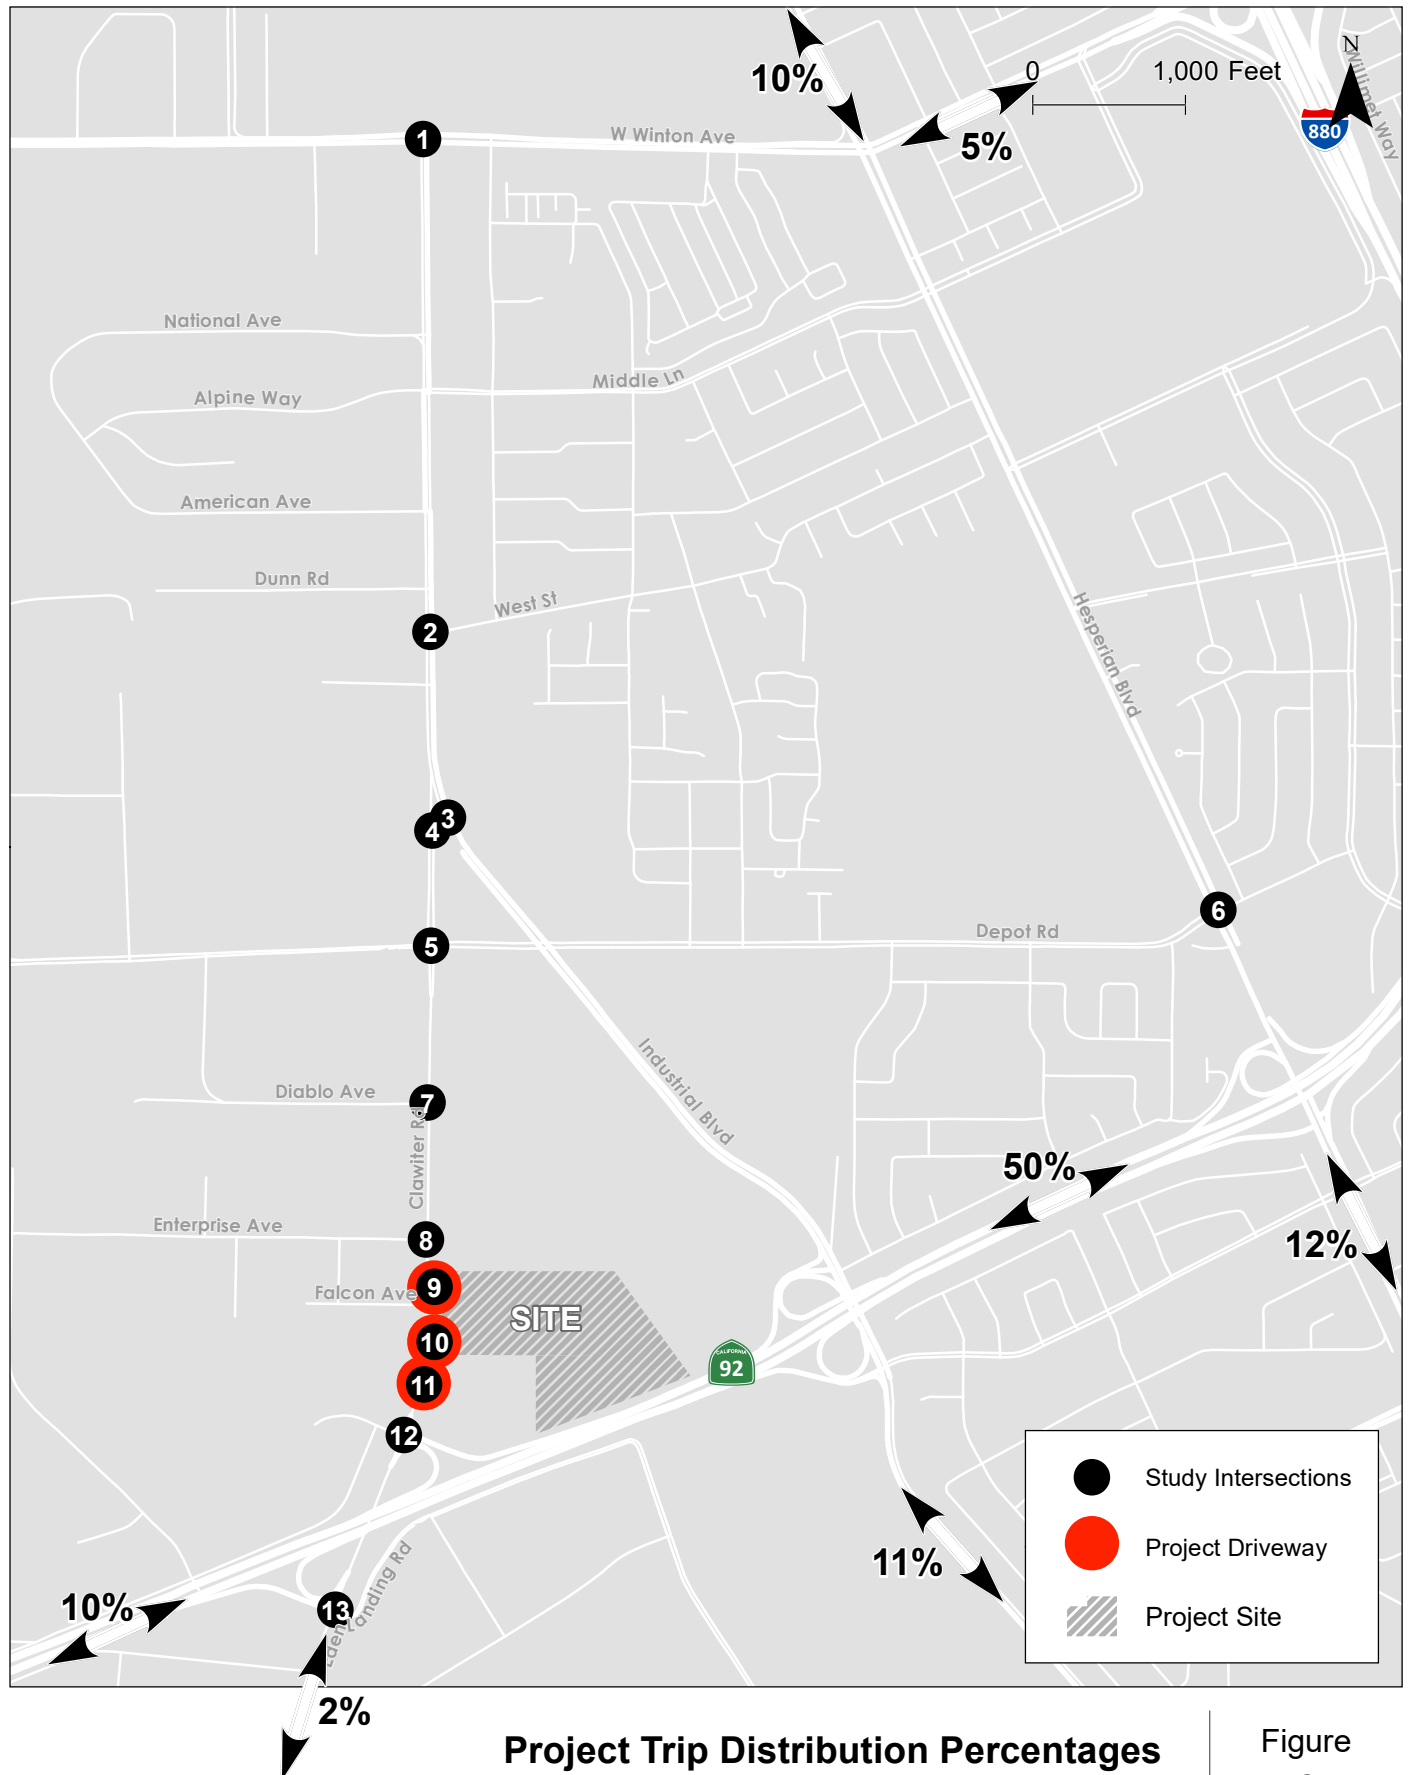 10%
5%
0 1,000 Feet
N
880
Willimet Way
1
W Winton Ave
National Ave
Alpine Way
Middle Ln
American Ave
Dunn Rd
West St
2
Hesperian Blvd
3
4
5
6
Depot Rd
Industrial Blvd
Diablo Ave
7
Clawiter Rd
50%
Enterprise Ave
8
12%
Falcon Ave
9
SITE
10
CALIFORNIA
92
11
12
Study Intersections
Project Driveway
Project Site
11%
10%
13
Eden Landing Rd
2%
Project Trip Distribution Percentages
Figure